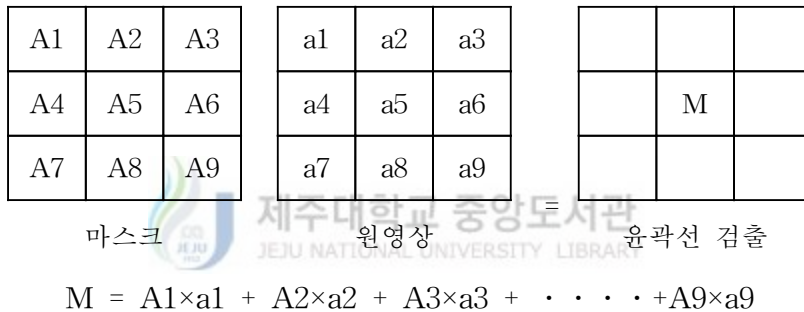 A1 A2 A3 a1 a2 a3
A4 A5 A6 a4 a5 a6 M
A7 A8 A9 a7 a8 a9
=
마스크 원영상 윤곽선 검출
제주대학교 중앙도서관
JEJU NATIONAL UNIVERSITY LIBRARY
JEJU
1952
M = A1×a1 + A2×a2 + A3×a3 + · · · · +A9×a9